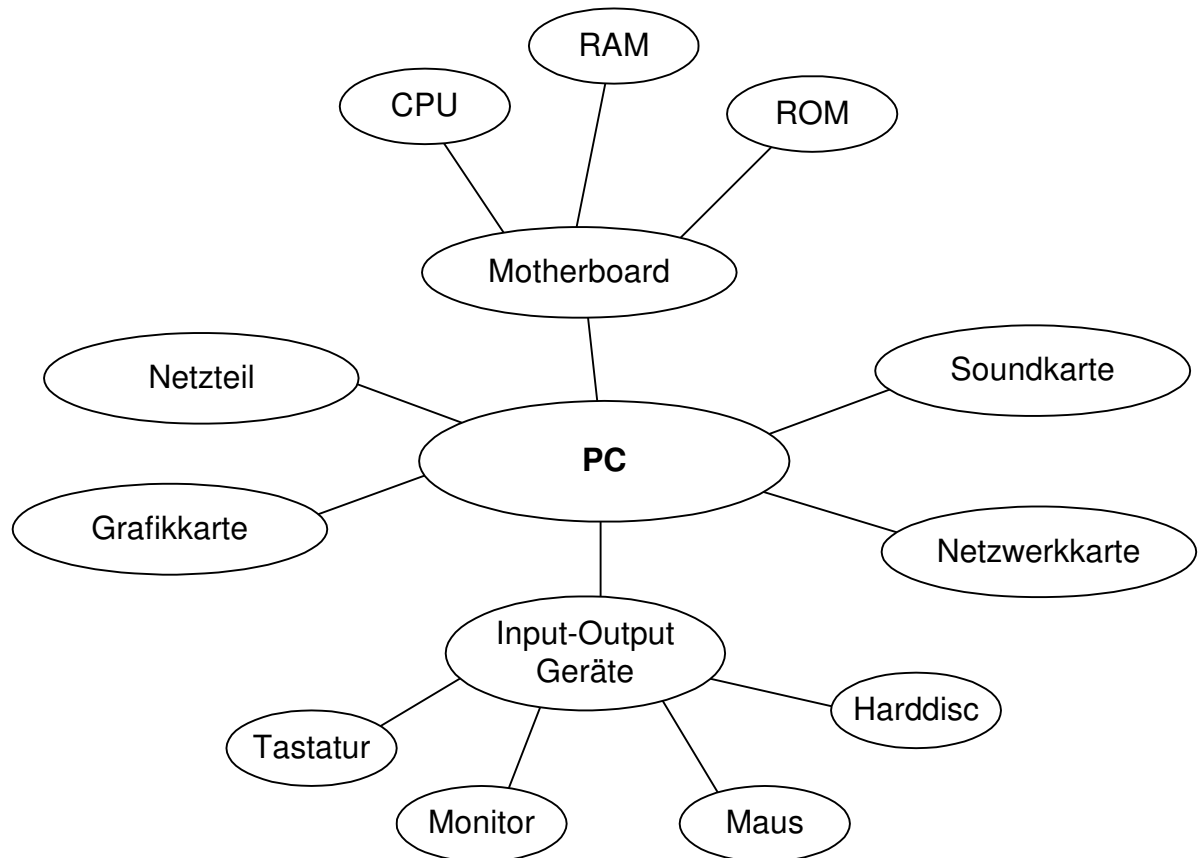 RAM
CPU
ROM
Motherboard
Netzteil
Soundkarte
PC
Grafikkarte
Netzwerkkarte
Input-Output
Geräte
Harddisc
Tastatur
Monitor
Maus